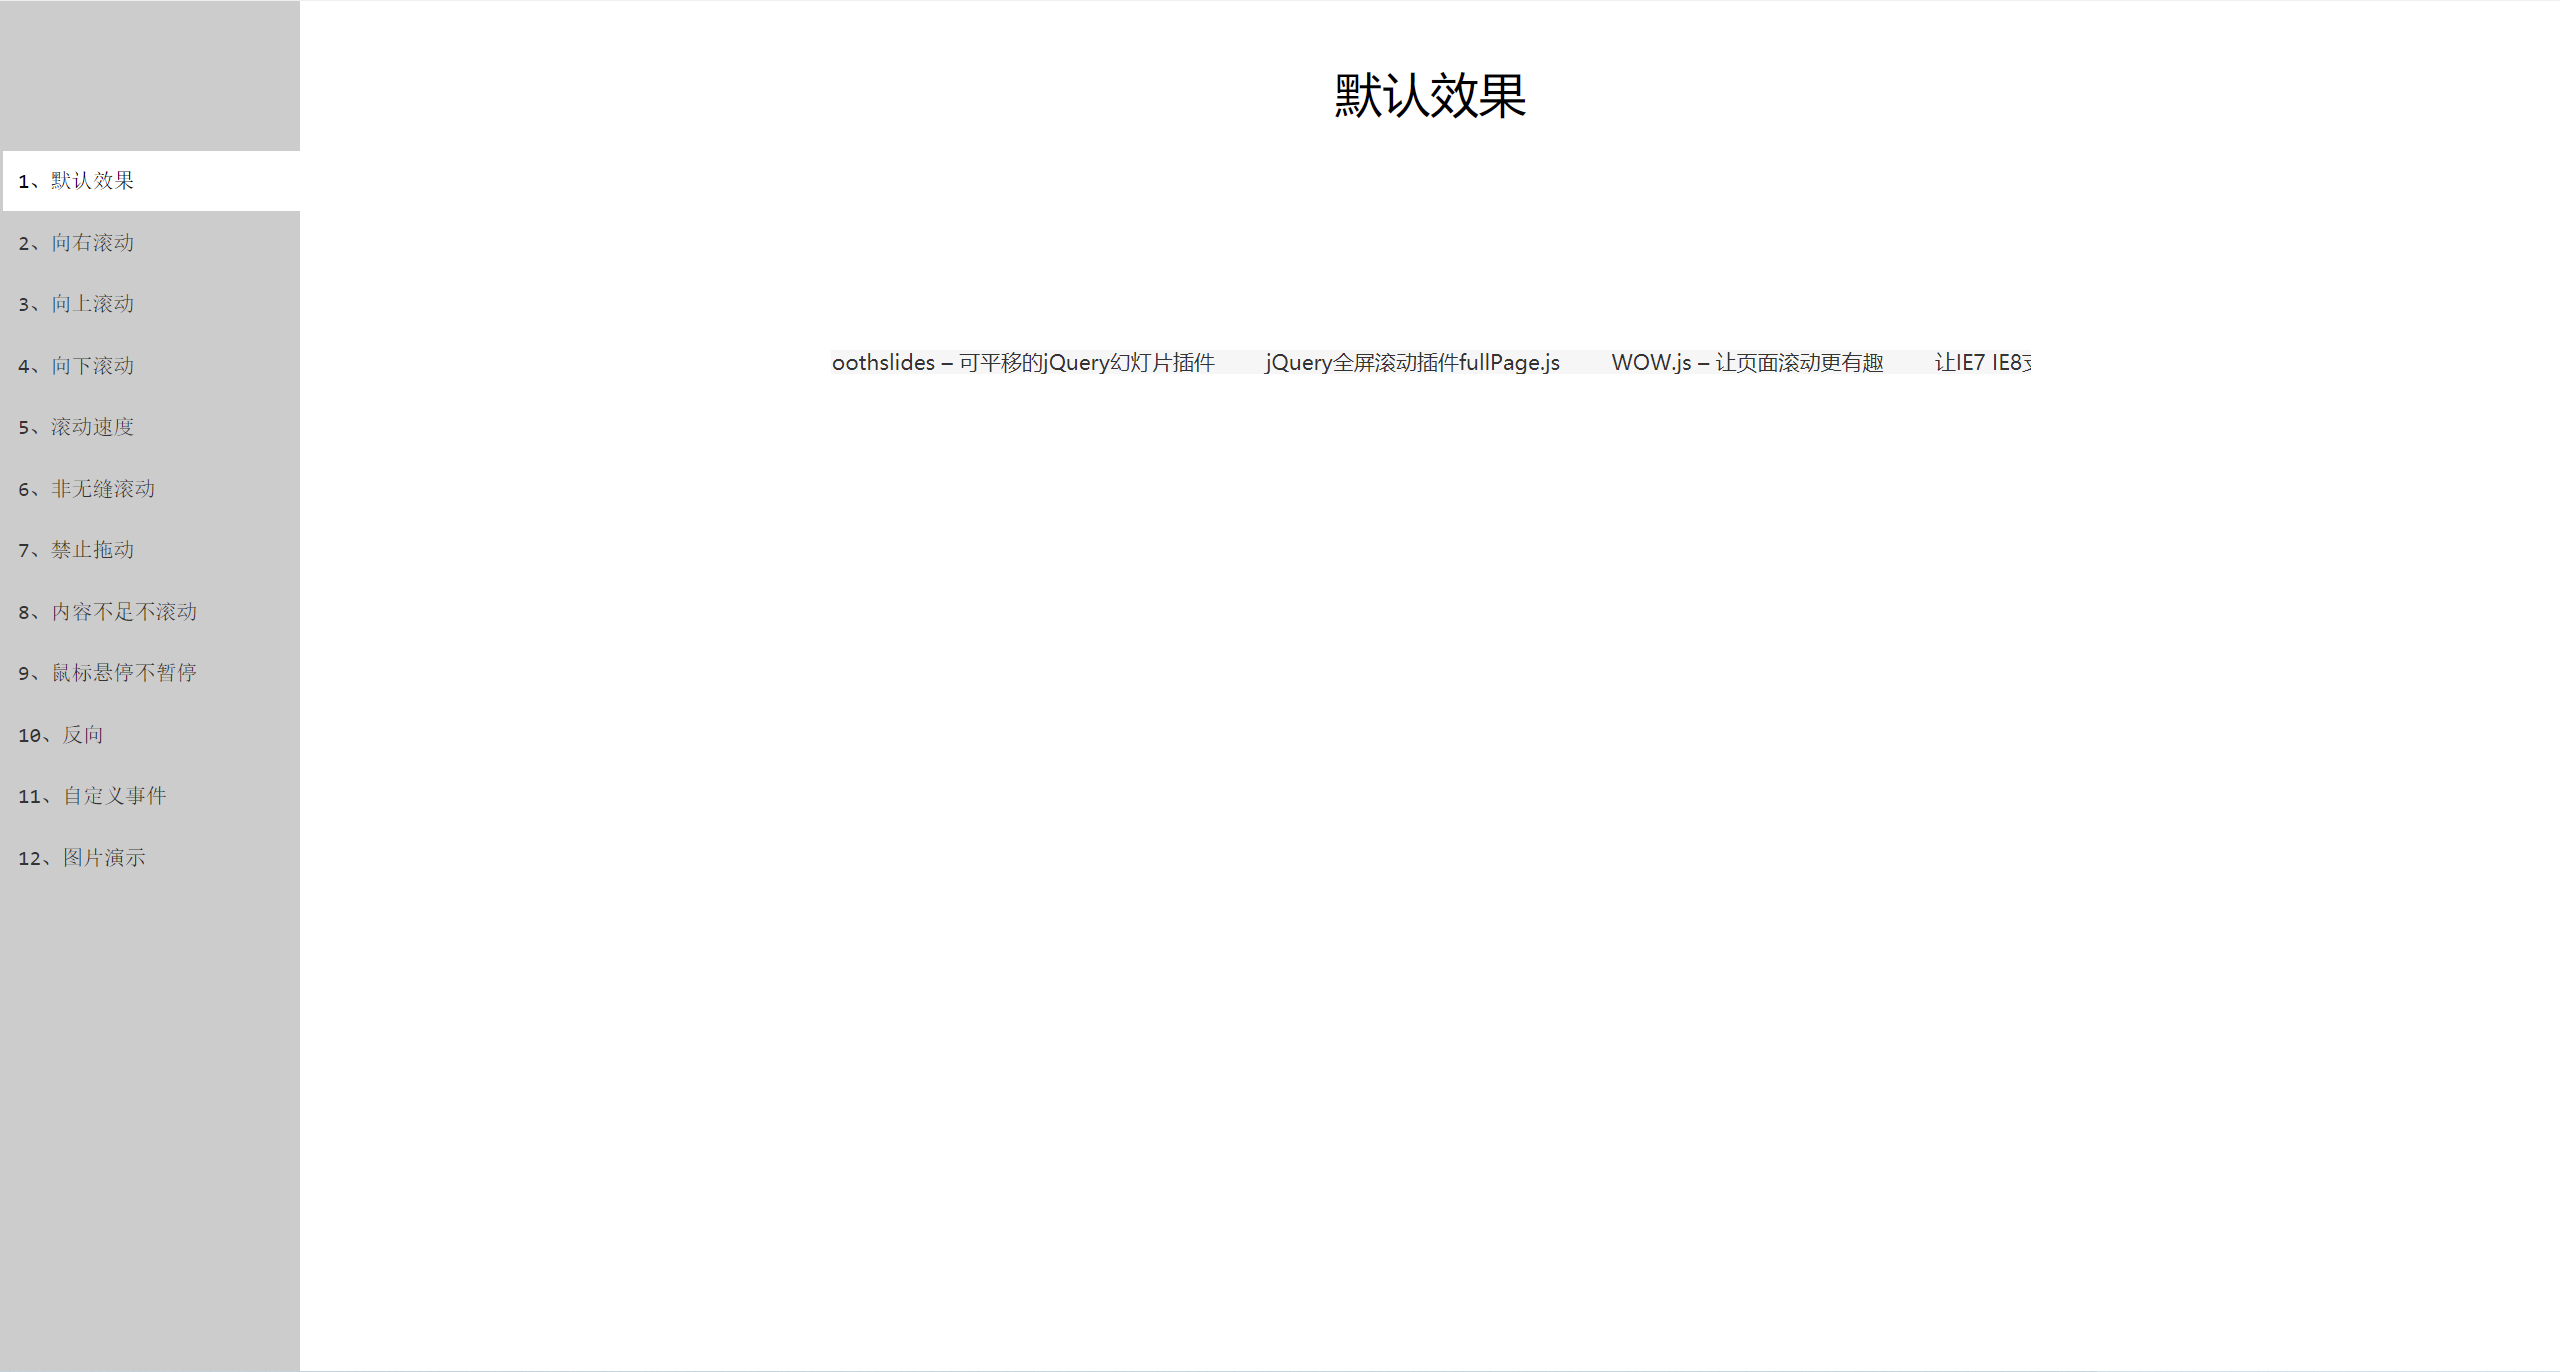 默认效果
1、默认效果
2、向右滚动
3、向上滚动
4、向下滚动
5、滚动速度
6、非无缝滚动
7、禁止拖动
8、内容不足不滚动
9、鼠标悬停不暂停
10、反向
11、自定义事件
12、图片演示
oothslides – 可平移的jQuery幻灯片插件 jQuery全屏滚动插件fullPage.js WOW.js – 让页面滚动更有趣 让IE7 IE8